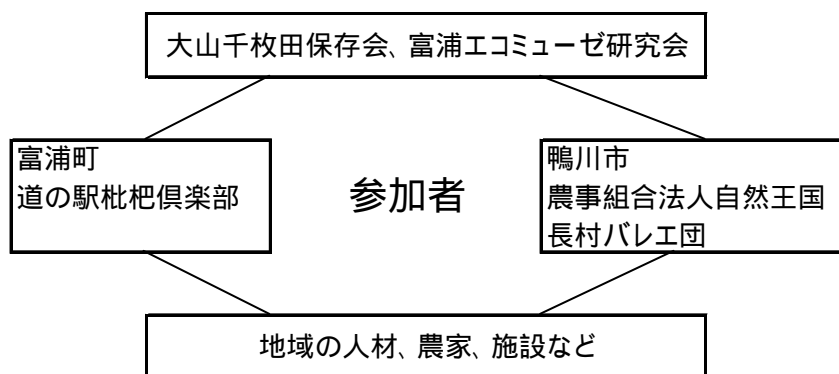 大山千枚田保存会、富浦エコミューゼ研究会
富浦町
道の駅枇杷倶楽部
参加者
鴨川市
農事組合法人自然王国
長村バレエ団
地域の人材、農家、施設など